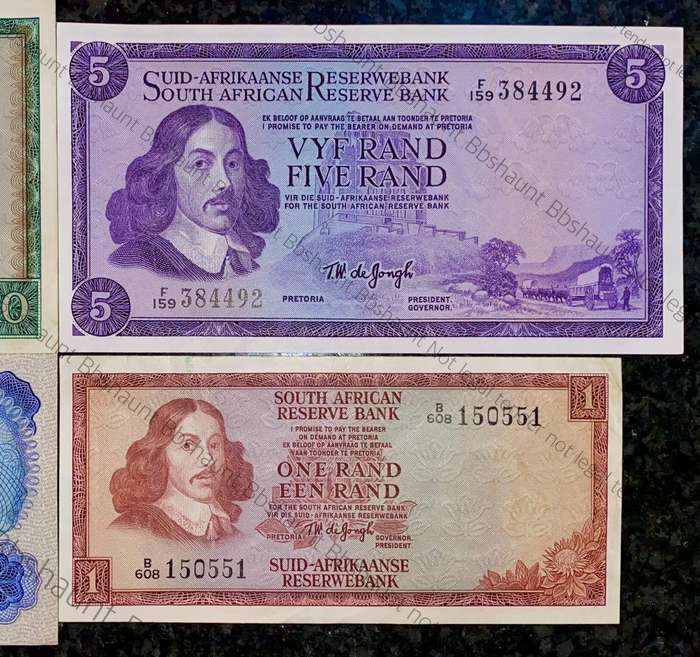 5
5
SUID-AFRIKAANSE RESERWEBANK
SOUTH AFRICAN RESERVE BANK
F/159 384492
EK BELOOF OP AANVRAAG TE BETAAL AAN TOONDER TE PRETORIA
I PROMISE TO PAY THE BEARER ON DEMAND AT PRETORIA
VYF RAND
FIVE RAND
VIR DIE SUID-AFRIKAANSE RESERWEBANK
FOR THE SOUTH AFRICAN RESERVE BANK
T.W. de Jongh
F/159 384492
PRETORIA
PRESIDENT.
GOVERNOR.
5
0
SOUTH AFRICAN
RESERVE BANK
B/608 150551
1
I PROMISE TO PAY THE BEARER
ON DEMAND AT PRETORIA
EK BELOOF OP AANVRAAG TE BETAAL
AAN TOONDER TE PRETORIA
ONE RAND
EEN RAND
FOR THE SOUTH AFRICAN RESERVE BANK
VIR DIE SUID-AFRIKAANSE RESERWEBANK
T.W. de Jongh
PRETORIA
GOVERNOR.
PRESIDENT.
B/608 150551
1
SUID-AFRIKAANSE
RESERWEBANK